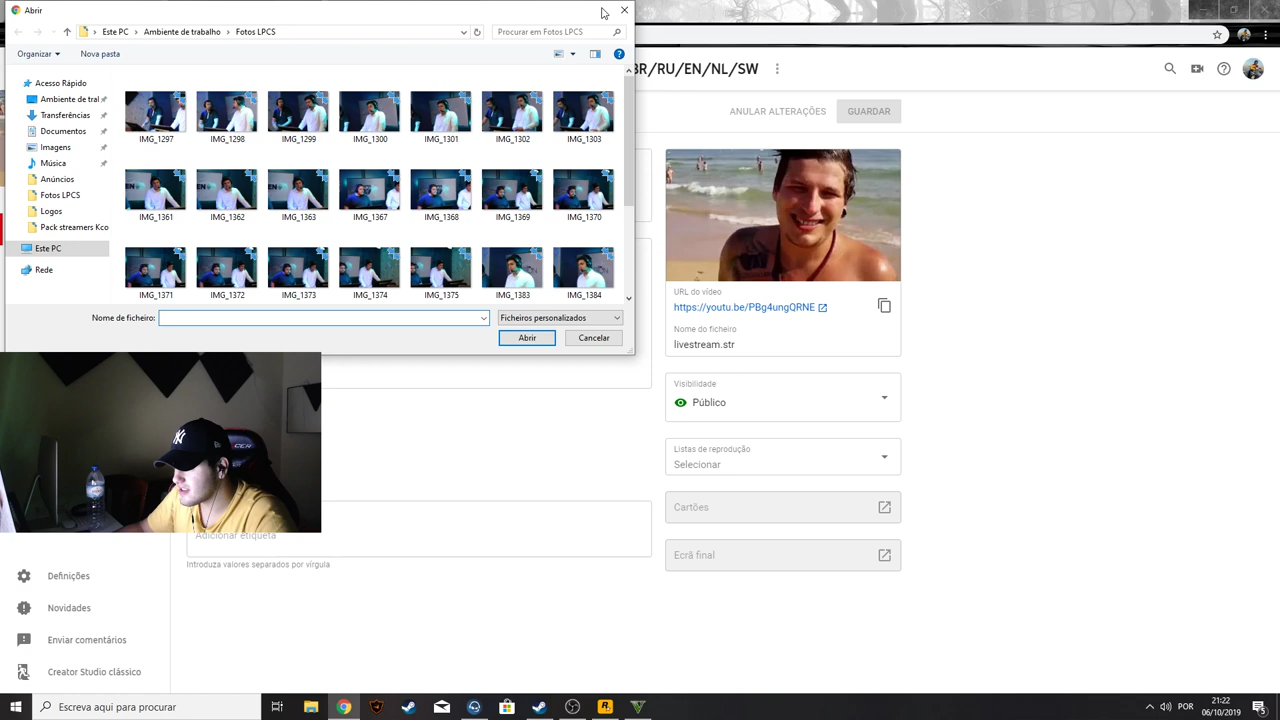 Abrir
Este PC > Ambiente de trabalho > Fotos LPCS
Procurar em Fotos LPCS
Organizar
Nova pasta
Acesso Rápido
Ambiente de tral
Transferências
Documentos
Imagens
Música
Anúncios
Fotos LPCS
Logos
Pack streamers Kco
Este PC
Rede
IMG_1297 IMG_1298 IMG_1299 IMG_1300 IMG_1301 IMG_1302 IMG_1303
IMG_1361 IMG_1362 IMG_1363 IMG_1367 IMG_1368 IMG_1369 IMG_1370
IMG_1371 IMG_1372 IMG_1373 IMG_1374 IMG_1375 IMG_1383 IMG_1384
Nome de ficheiro:
Ficheiros personalizados
Abrir
Cancelar
BR/RU/EN/NL/SW
ANULAR ALTERAÇÕES
GUARDAR
URL do vídeo
https://youtu.be/PBg4ungQRNE
Nome do ficheiro
livestream.str
Visibilidade
Público
Listas de reprodução
Selecionar
Cartões
Ecrã final
Adicionar etiqueta
Introduza valores separados por vírgula
Definições
Novidades
Enviar comentários
Creator Studio clássico
Escreva aqui para procurar
POR
21:22
06/10/2019
5